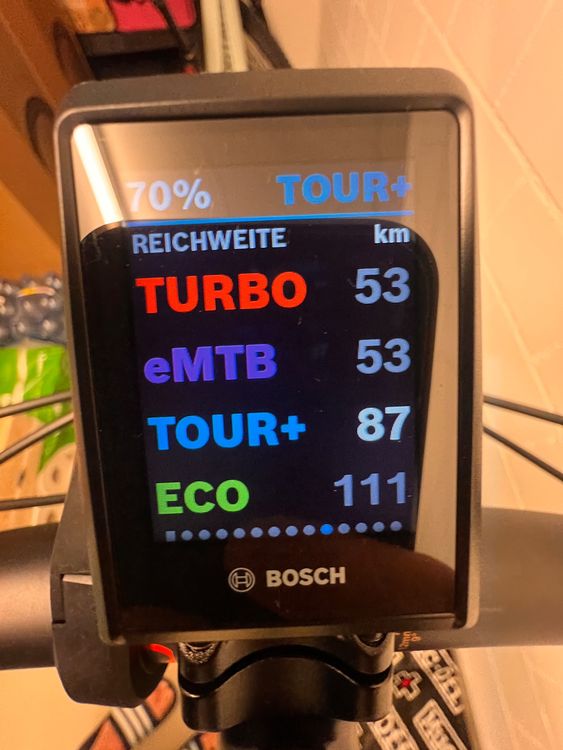 70% TOUR+
REICHWEITE km
TURBO 53
eMTB 53
TOUR+ 87
ECO 111
BOSCH